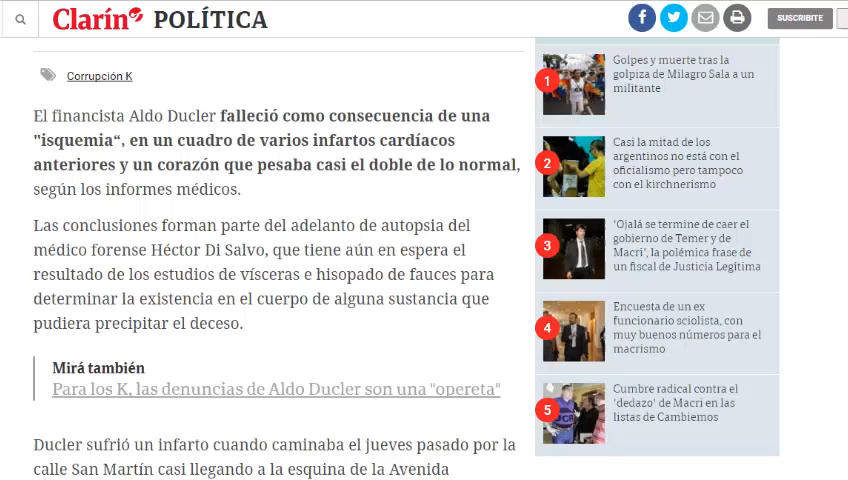 Clarín POLÍTICA
SUSCRIBITE
Corrupción K
El financista Aldo Ducler falleció como consecuencia de una
"isquemia“, en un cuadro de varios infartos cardíacos
anteriores y un corazón que pesaba casi el doble de lo normal,
según los informes médicos.
Las conclusiones forman parte del adelanto de autopsia del
médico forense Héctor Di Salvo, que tiene aún en espera el
resultado de los estudios de vísceras e hisopado de fauces para
determinar la existencia en el cuerpo de alguna sustancia que
pudiera precipitar el deceso.
Mirá también
Para los K, las denuncias de Aldo Ducler son una "opereta"
Ducler sufrió un infarto cuando caminaba el jueves pasado por la
calle San Martín casi llegando a la esquina de la Avenida
1
Golpes y muerte tras la
golpiza de Milagro Sala a un
militante
2
Casi la mitad de los
argentinos no está con el
oficialismo pero tampoco
con el kirchnerismo
3
'Ojalá se termine de caer el
gobierno de Temer y de
Macri', la polémica frase de
un fiscal de Justicia Legítima
4
Encuesta de un ex
funcionario sciolista, con
muy buenos números para el
macrismo
5
Cumbre radical contra el
'dedazo' de Macri en las
listas de Cambiemos